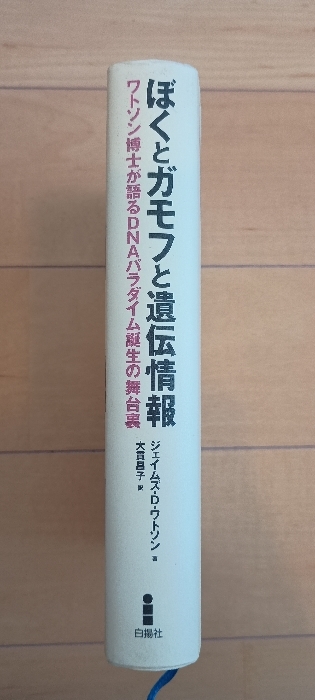 ぼくとガモフと遺伝情報
ワトソン博士が語るDNAパラダイム誕生の舞台裏
ジェイムズ・D・ワトソン 著
大貫昌子 訳
白揚社